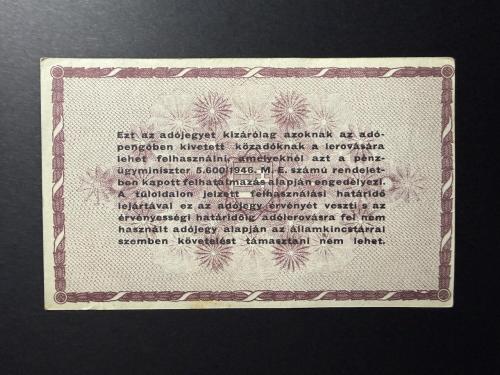 Ezt az adójegyet kizárólag azoknak az adó-
pengőben kivetett közadóknak a lerovására
lehet felhasználni, amelyeknél azt a pénz-
ügyminiszter 5.600/1946. M. E. számú rendelet-
ben kapott felhatalmazás alapján engedélyezi.
A túloldalon jelzett felhasználási határidő
lejártával ez az adójegy érvényét veszti s az
érvényességi határidőig adólerovásra fel nem
használt adójegy alapján az államkincstárral
szemben követelést támasztani nem lehet.